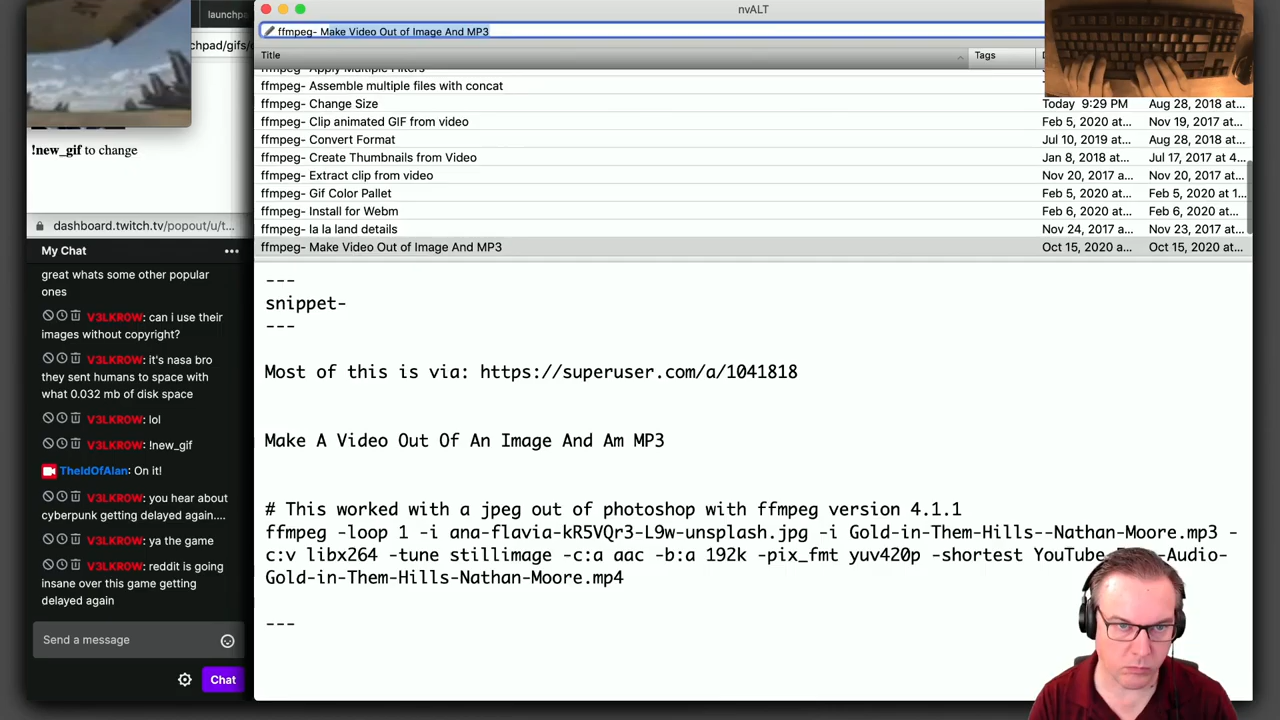 launchpa
chpad/gifs/
!new_gif to change
dashboard.twitch.tv/popout/u/t...
My Chat
great whats some other popular
ones
V3LKR0W: can i use their
images without copyright?
V3LKR0W: it's nasa bro
they sent humans to space with
what 0.032 mb of disk space
V3LKR0W: lol
V3LKR0W: !new_gif
TheIdOfAlan: On it!
V3LKR0W: you hear about
cyberpunk getting delayed again....
V3LKR0W: ya the game
V3LKR0W: reddit is going
insane over this game getting
delayed again
Send a message
Chat
nvALT
ffmpeg- Make Video Out of Image And MP3
Title Tags
ffmpeg- Apply Multiple Filters
ffmpeg- Assemble multiple files with concat
ffmpeg- Change Size Today 9:29 PM Aug 28, 2018 at...
ffmpeg- Clip animated GIF from video Feb 5, 2020 at... Nov 19, 2017 at...
ffmpeg- Convert Format Jul 10, 2019 at... Aug 28, 2018 at...
ffmpeg- Create Thumbnails from Video Jan 8, 2018 at... Jul 17, 2017 at 4...
ffmpeg- Extract clip from video Nov 20, 2017 a... Nov 20, 2017 at...
ffmpeg- Gif Color Pallet Feb 5, 2020 at... Feb 5, 2020 at 1...
ffmpeg- Install for Webm Feb 6, 2020 at... Feb 6, 2020 at...
ffmpeg- la la land details Nov 24, 2017 a... Nov 23, 2017 at...
ffmpeg- Make Video Out of Image And MP3 Oct 15, 2020 a... Oct 15, 2020 at...
---
snippet-
---
Most of this is via: https://superuser.com/a/1041818
Make A Video Out Of An Image And Am MP3
# This worked with a jpeg out of photoshop with ffmpeg version 4.1.1
ffmpeg -loop 1 -i ana-flavia-kR5VQr3-L9w-unsplash.jpg -i Gold-in-Them-Hills--Nathan-Moore.mp3 -
c:v libx264 -tune stillimage -c:a aac -b:a 192k -pix_fmt yuv420p -shortest YouTube- Audio-
Gold-in-Them-Hills-Nathan-Moore.mp4
---